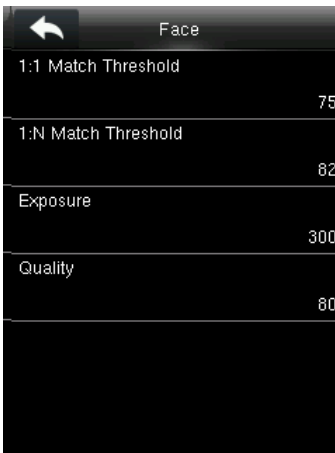 Face
1:1 Match Threshold
75
1:N Match Threshold
82
Exposure
300
Quality
80